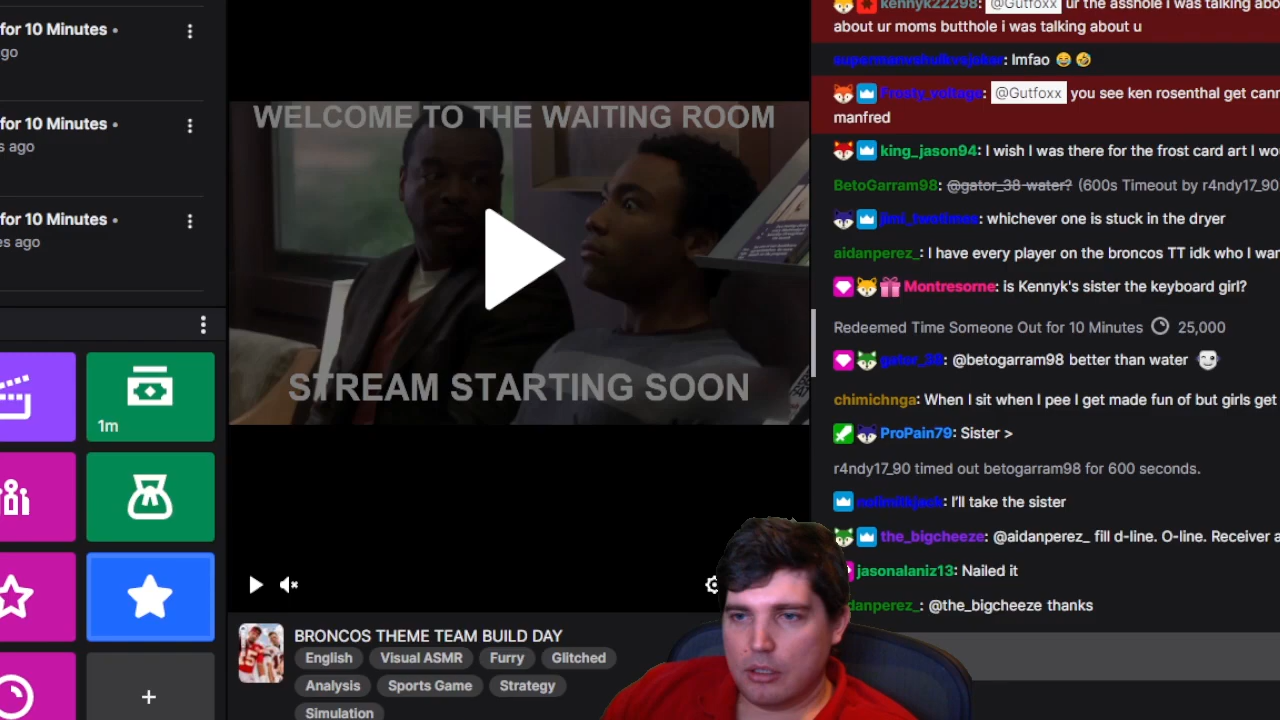 for 10 Minutes •
go
for 10 Minutes •
s ago
for 10 Minutes •
es ago
1m
+
WELCOME TO THE WAITING ROOM
STREAM STARTING SOON
BRONCOS THEME TEAM BUILD DAY
English Visual ASMR Furry Glitched
Analysis Sports Game Strategy
Simulation
kennyk22298: @Gutfoxx ur the asshole i was talking abo
about ur moms butthole i was talking about u
: lmfao 😂 🤣
Frosty_voltage: @Gutfoxx you see ken rosenthal get cann
manfred
king_jason94: I wish I was there for the frost card art I wo
BetoGarram98: @gator_38 water? (600s Timeout by r4ndy17_90
: whichever one is stuck in the dryer
aidanperez_: I have every player on the broncos TT idk who I wan
Montresorne: is Kennyk's sister the keyboard girl?
Redeemed Time Someone Out for 10 Minutes 25,000
gator_38: @betogarram98 better than water
chimichnga: When I sit when I pee I get made fun of but girls get
ProPain79: Sister >
r4ndy17_90 timed out betogarram98 for 600 seconds.
: I'll take the sister
the_bigcheeze: @aidanperez_ fill d-line. O-line. Receiver a
jasonalaniz13: Nailed it
danperez_: @the_bigcheeze thanks